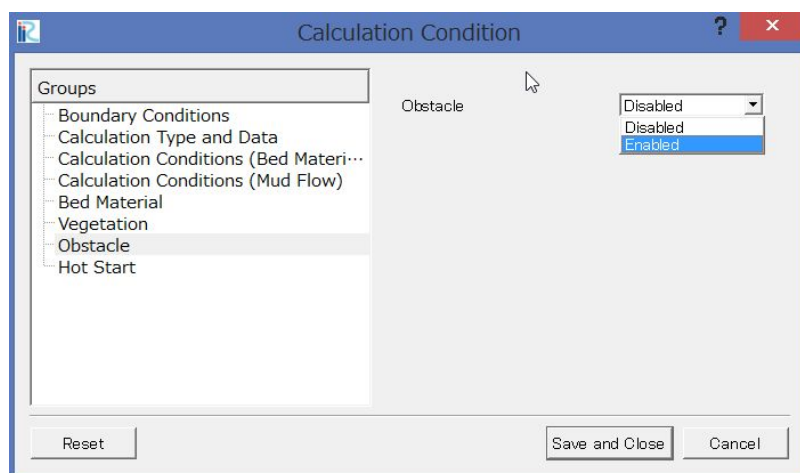 iRC
Calculation Condition
?
×
Groups
Boundary Conditions
Calculation Type and Data
Calculation Conditions (Bed Materi···
Calculation Conditions (Mud Flow)
Bed Material
Vegetation
Obstacle
Hot Start
Obstacle
Disabled
Disabled
Enabled
Reset
Save and Close
Cancel